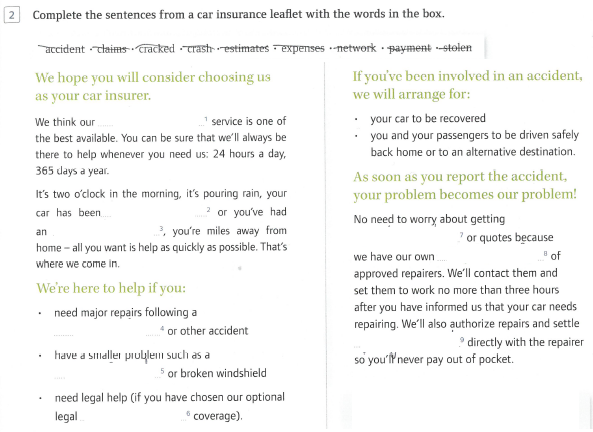 2 Complete the sentences from a car insurance leaflet with the words in the box.
accident · claims · cracked · crash · estimates · expenses · network · payment · stolen
We hope you will consider choosing us
as your car insurer.
We think our ...... ...1 service is one of
the best available. You can be sure that we'll always be
there to help whenever you need us: 24 hours a day,
365 days a year.
It's two o'clock in the morning, it's pouring rain, your
car has been.... ....2 or you've had
an ...3, you're miles away from
home – all you want is help as quickly as possible. That's
where we come in.
We're here to help if you:
· need major repairs following a
........ ......4 or other accident
· have a smaller problem such as a
..... ...5 or broken windshield
· need legal help (if you have chosen our optional
legal .. ...6 coverage).
If you've been involved in an accident,
we will arrange for:
· your car to be recovered
· you and your passengers to be driven safely
back home or to an alternative destination.
As soon as you report the accident,
your problem becomes our problem!
No need to worry about getting
.7 or quotes because
we have our own .... ...8 of
approved repairers. We'll contact them and
set them to work no more than three hours
after you have informed us that your car needs
repairing. We'll also authorize repairs and settle
.. .9 directly with the repairer
so you'll never pay out of pocket.